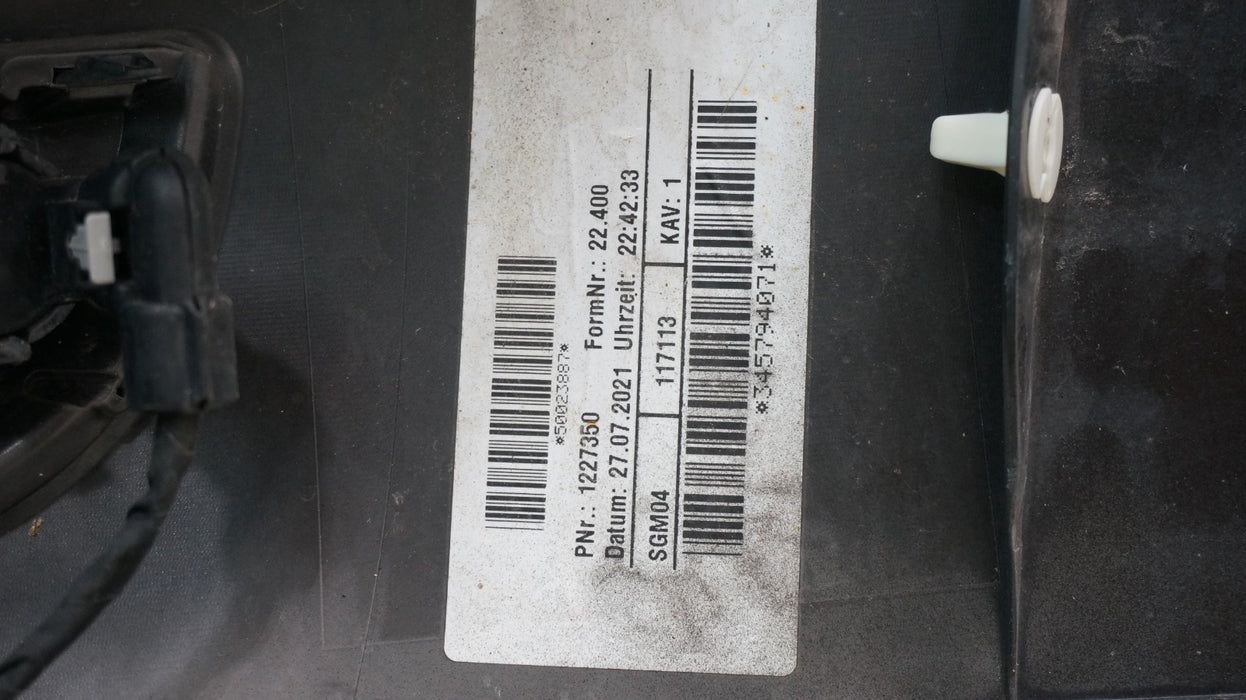 *50023887*
PNr.: 1227350 FormNr.: 22.400
Datum: 27.07.2021 Uhrzeit: 22:42:33
SGM04 117113 KAV: 1
*345794071*